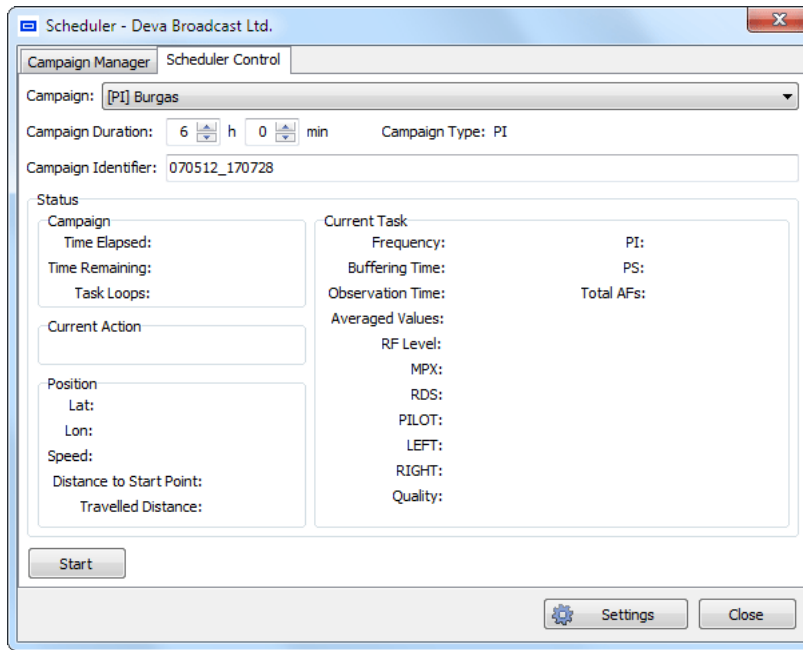 Scheduler - Deva Broadcast Ltd.
Campaign Manager Scheduler Control
Campaign: [PI] Burgas
Campaign Duration: 6 h 0 min Campaign Type: PI
Campaign Identifier: 070512_170728
Status
Campaign
Time Elapsed:
Time Remaining:
Task Loops:
Current Action
Position
Lat:
Lon:
Speed:
Distance to Start Point:
Travelled Distance:
Current Task
Frequency: PI:
Buffering Time: PS:
Observation Time: Total AFs:
Averaged Values:
RF Level:
MPX:
RDS:
PILOT:
LEFT:
RIGHT:
Quality:
Start
Settings Close